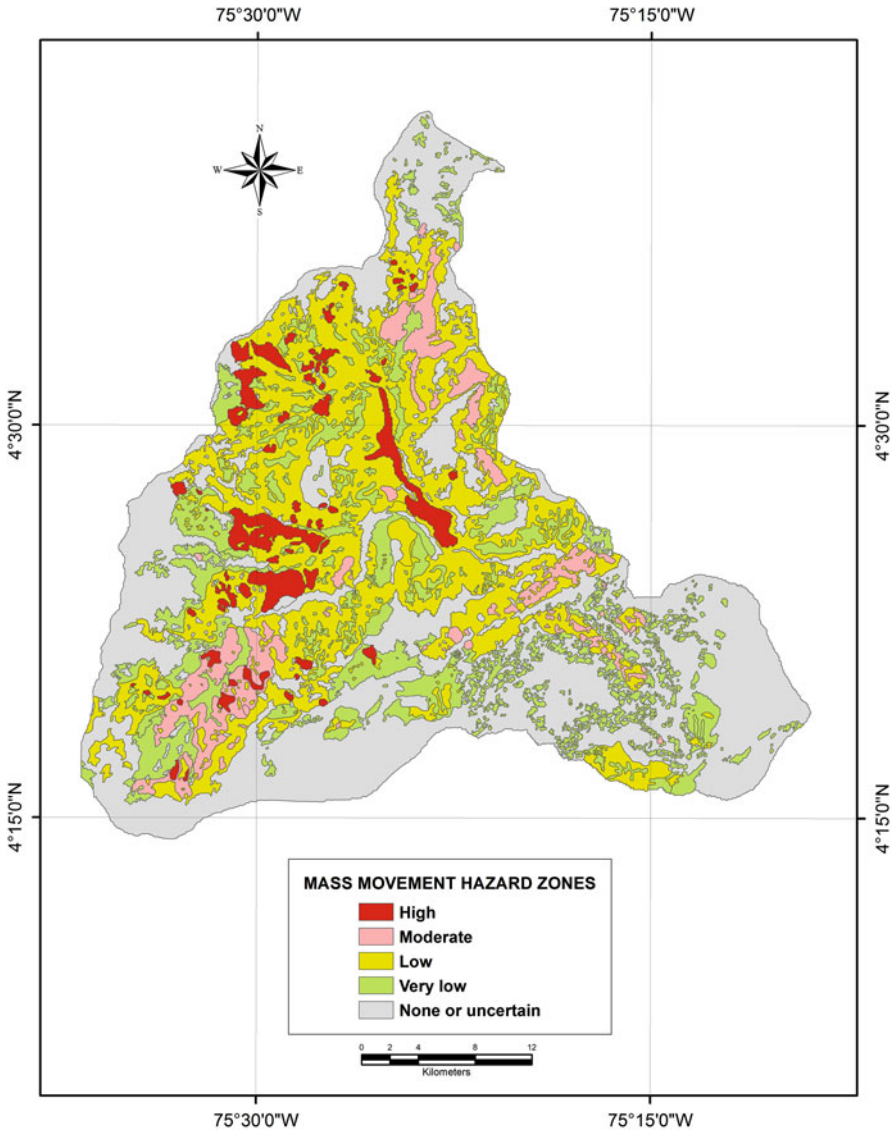 75°30'0"W 75°15'0"W
N
W E
S
4°30'0"N 4°30'0"N
4°15'0"N 4°15'0"N
MASS MOVEMENT HAZARD ZONES
High
Moderate
Low
Very low
None or uncertain
0 2 4 8 12
Kilometers
75°30'0"W 75°15'0"W